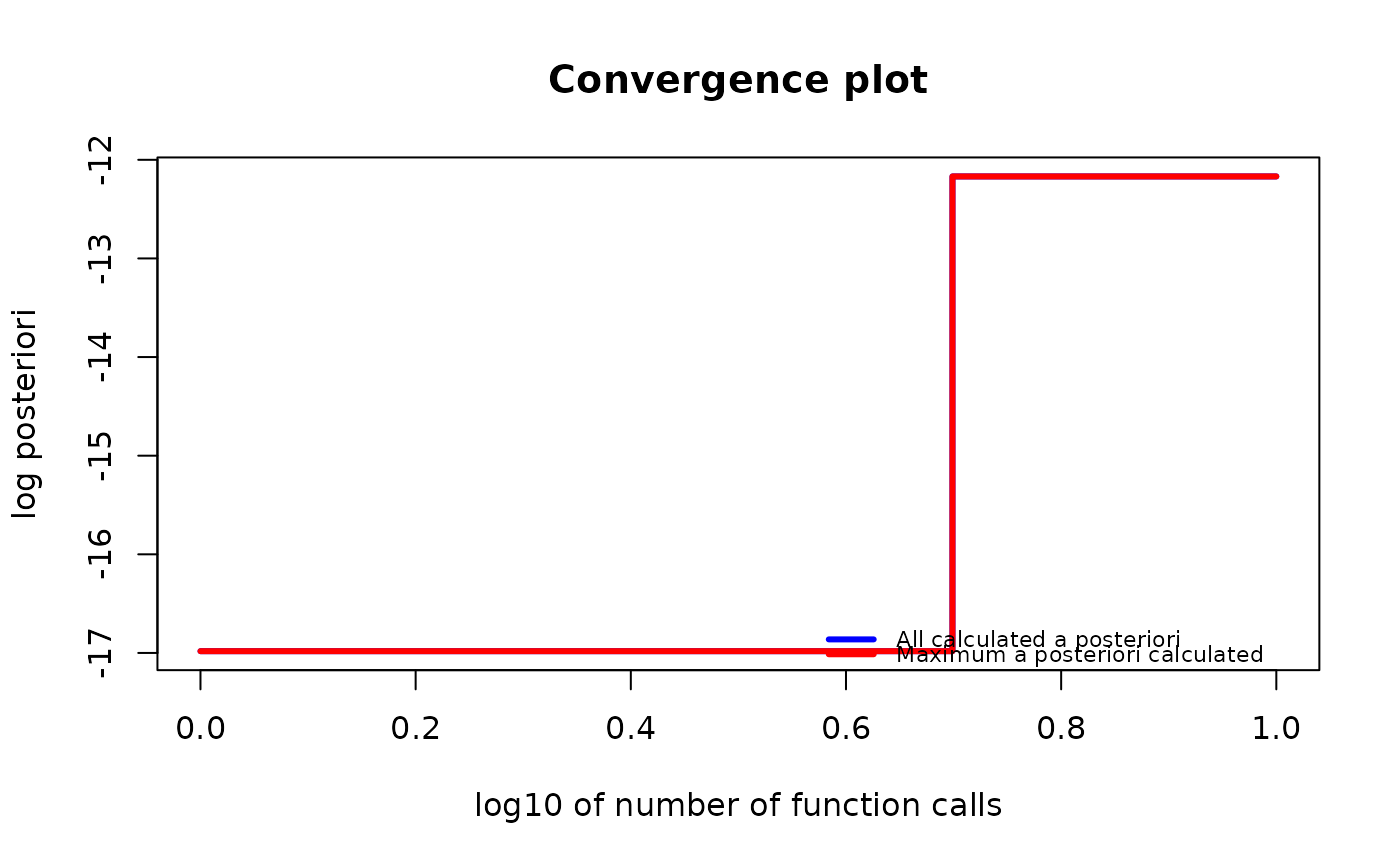 Convergence plot
log posteriori
-12
-13
-14
-15
-16
-17
All calculated a posteriori
Maximum a posteriori calculated
0.0 0.2 0.4 0.6 0.8 1.0
log10 of number of function calls